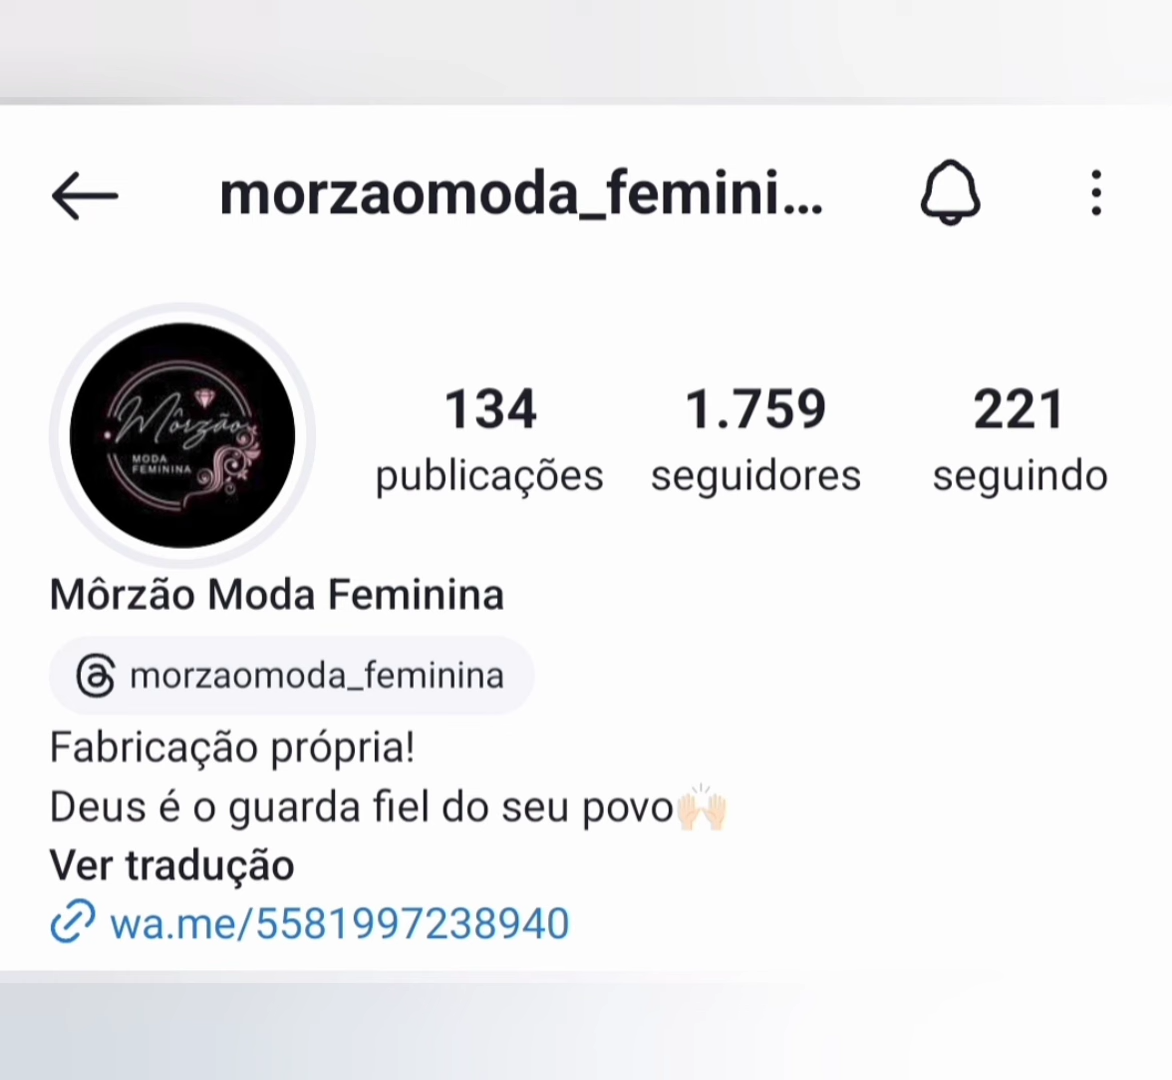 morzaomoda_femini...
Môrzão
MODA
FEMININA
134 1.759 221
publicações seguidores seguindo
Môrzão Moda Feminina
morzaomoda_feminina
Fabricação própria!
Deus é o guarda fiel do seu povo🙌🏻
Ver tradução
wa.me/5581997238940